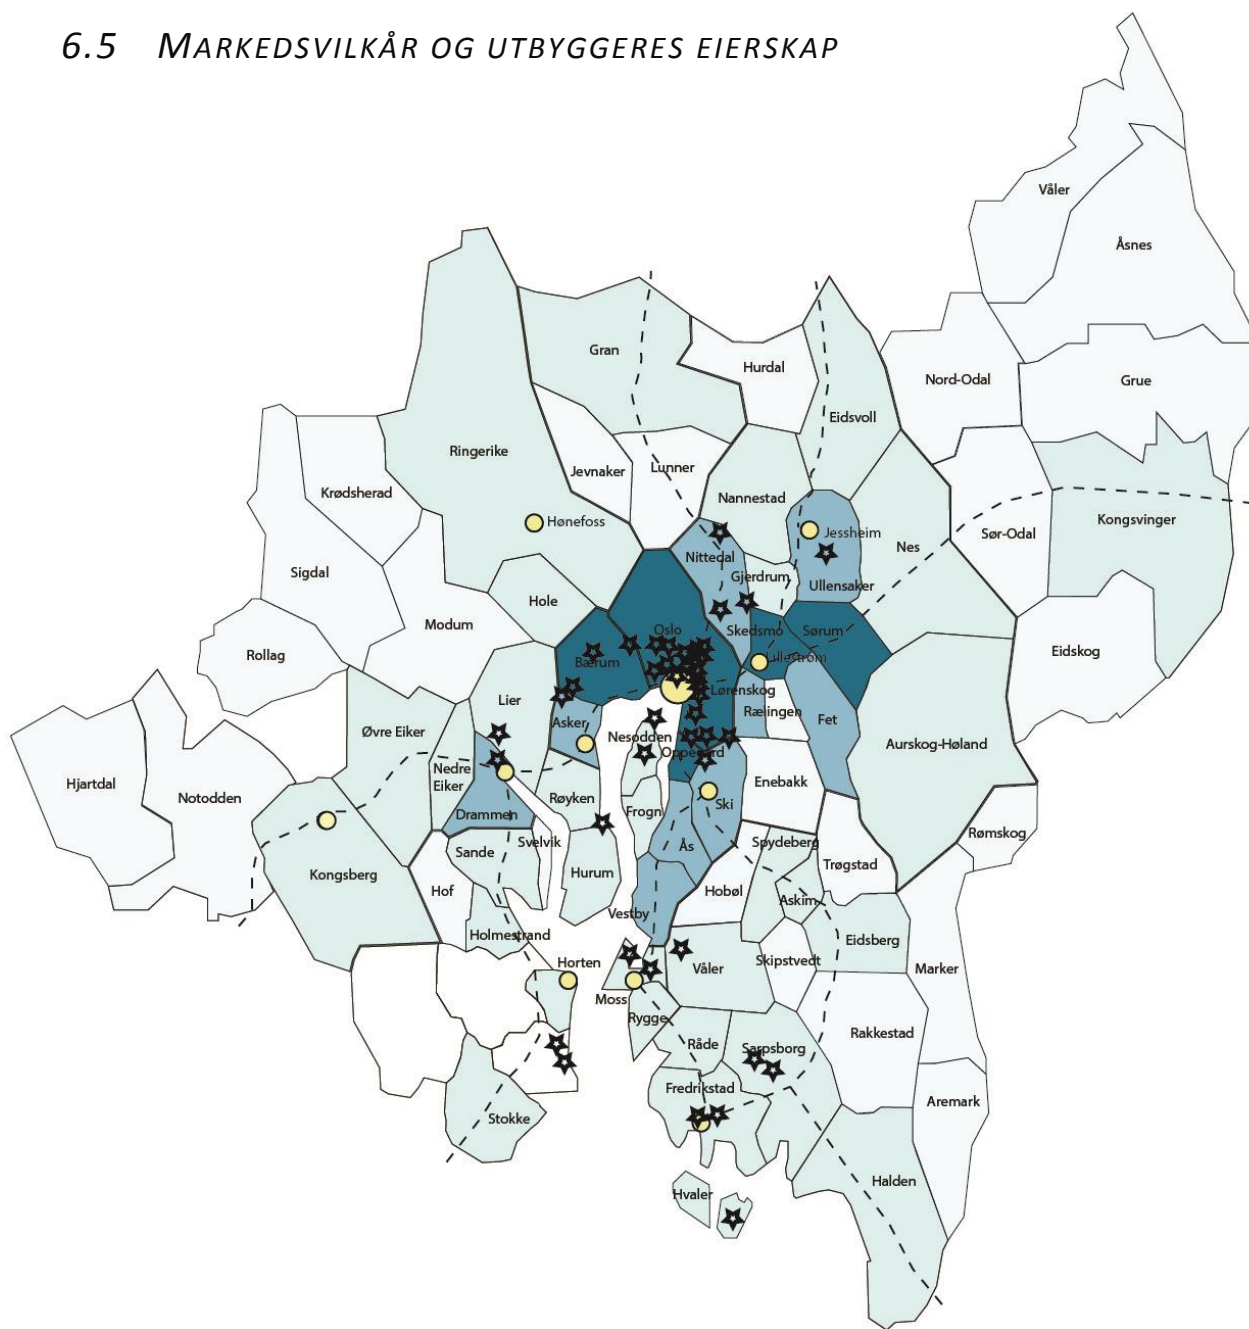 6.5 MARKEDSVILKÅR OG UTBYGGERES EIERSKAP
Våler
Åsnes
Gran
Hurdal
Nord-Odal
Grue
Eidsvoll
Ringerike
Jevnaker
Lunner
Krødsherad
Nannestad
Kongsvinger
Hønefoss
Jessheim
Sør-Odal
Nes
Nittedal
Sigdal
Gjerdrum
Ullensaker
Hole
Modum
Oslo
Skedsmo
Sørum
Rollag
Bærum
Lillestrøm
Eidskog
Lier
Lørenskog
Rælingen
Fet
Asker
Øvre Eiker
Nesodden
Aurskog-Høland
Oppegård
Nedre
Eiker
Hjartdal
Notodden
Røyken
Enebakk
Ski
Drammen
Frogn
Rømskog
Svelvik
Spydeberg
Ås
Sande
Trøgstad
Kongsberg
Hurum
Hof
Hobøl
Askim
Vestby
Holmestrand
Eidsberg
Horten
Våler
Skipstvedt
Marker
Moss
Rygge
Rakkestad
Råde
Sarpsborg
Fredrikstad
Aremark
Stokke
Halden
Hvaler